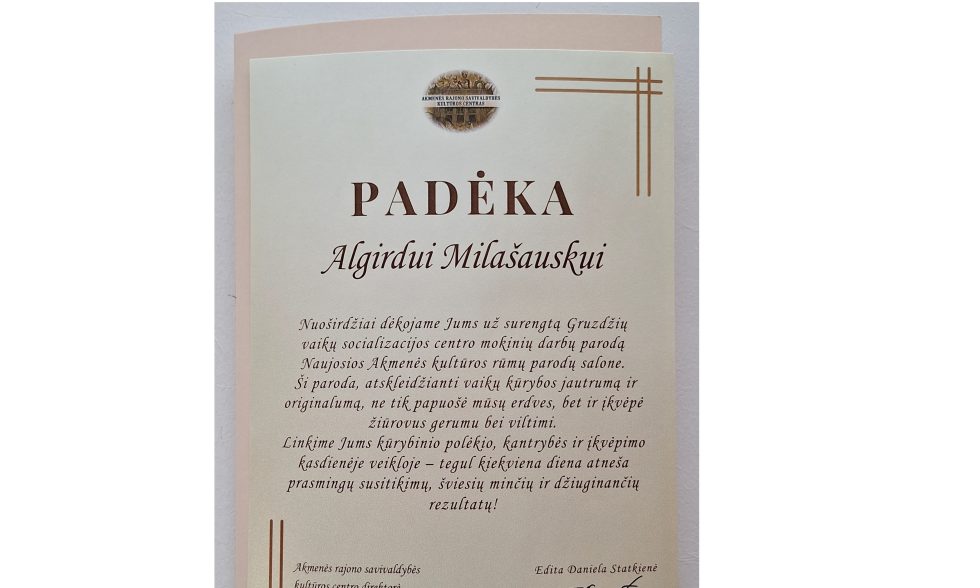 AKMENĖS RAJONO SAVIVALDYBĖS
KULTŪROS CENTRAS
PADĖKA
Algirdui Milašauskui
Nuoširdžiai dėkojame Jums už surengtą Gruzdžių
vaikų socializacijos centro mokinių darbų parodą
Naujosios Akmenės kultūros rūmų parodų salone.
Ši paroda, atskleidžianti vaikų kūrybos jautrumą ir
originalumą, ne tik papuošė mūsų erdves, bet ir įkvėpė
žiūrovus gerumu bei viltimi.
Linkime Jums kūrybinio polėkio, kantrybės ir įkvėpimo
kasdienėje veikloje – tegul kiekviena diena atneša
prasmingų susitikimų, šviesių minčių ir džiuginančių
rezultatų!
Akmenės rajono savivaldybės
kultūros centro direktorė
Edita Daniela Statkienė